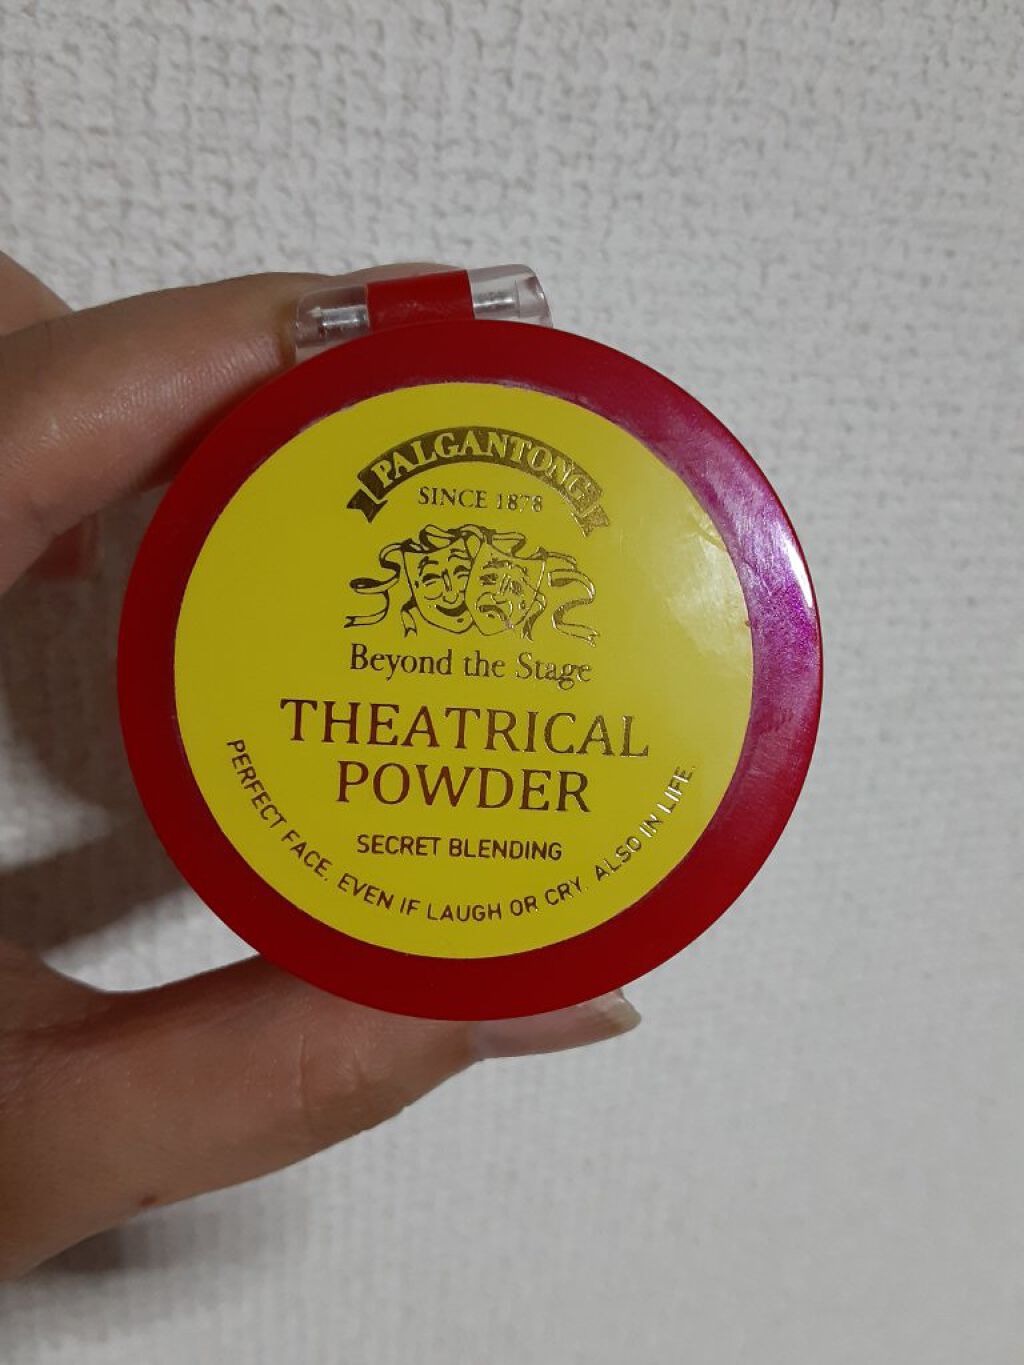 PALGANTONG
SINCE 1878
Beyond the Stage
THEATRICAL
POWDER
SECRET BLENDING
PERFECT FACE. EVEN IF LAUGH OR CRY. ALSO IN LIFE.